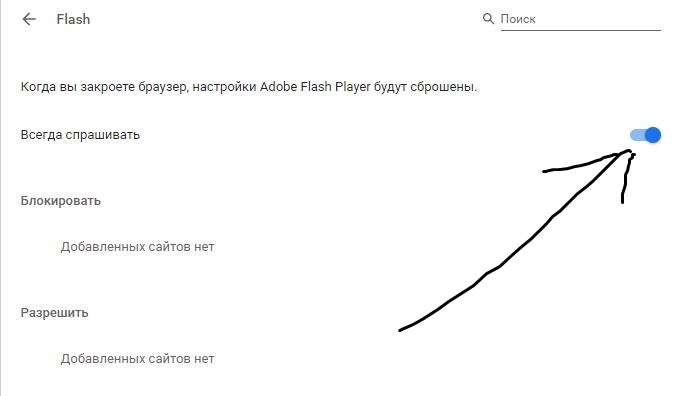 Flash
Поиск
Когда вы закроете браузер, настройки Adobe Flash Player будут сброшены.
Всегда спрашивать
Блокировать
Добавленных сайтов нет
Разрешить
Добавленных сайтов нет